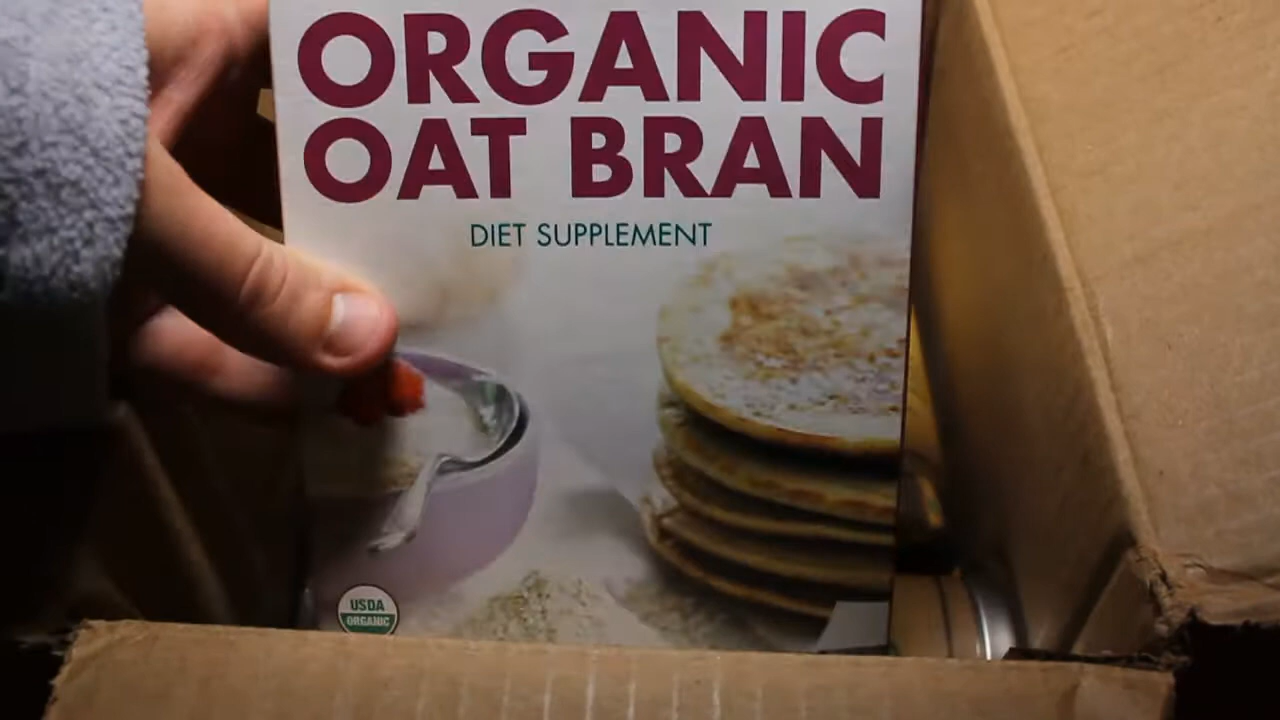 ORGANIC
OAT BRAN
DIET SUPPLEMENT
USDA
ORGANIC